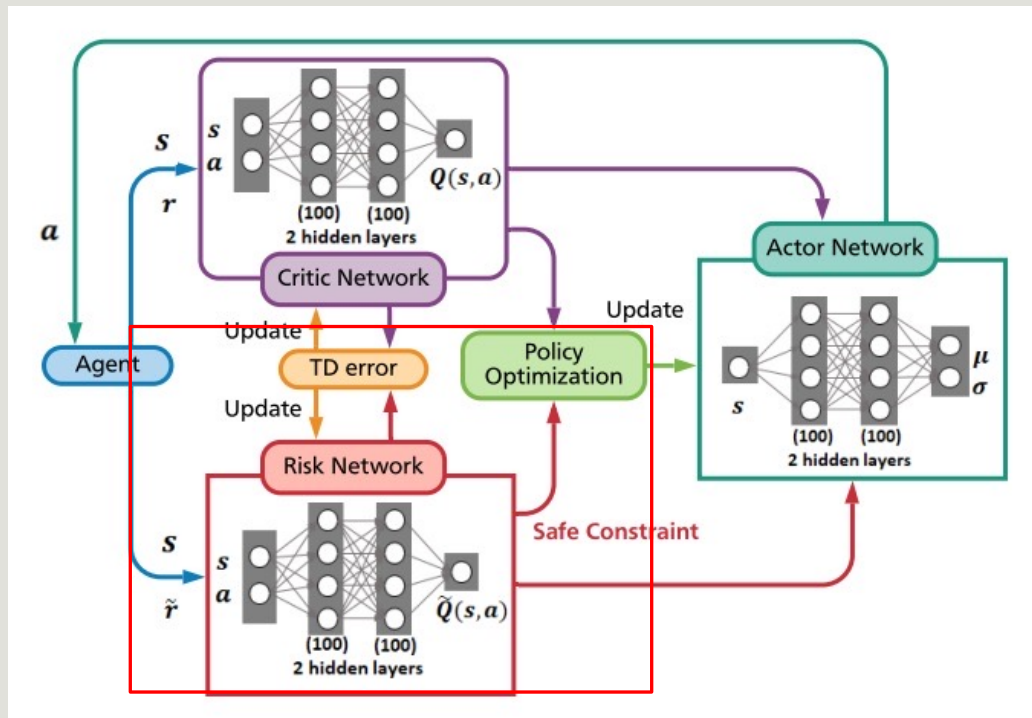 s
a
Q(s,a)
(100) (100)
2 hidden layers
Critic Network
s
r
a
Agent
Update
TD error
Update
Policy
Optimization
Update
Actor Network
s
μ
σ
(100) (100)
2 hidden layers
Risk Network
Safe Constraint
s
r̃
s
a
Q̃(s,a)
(100) (100)
2 hidden layers